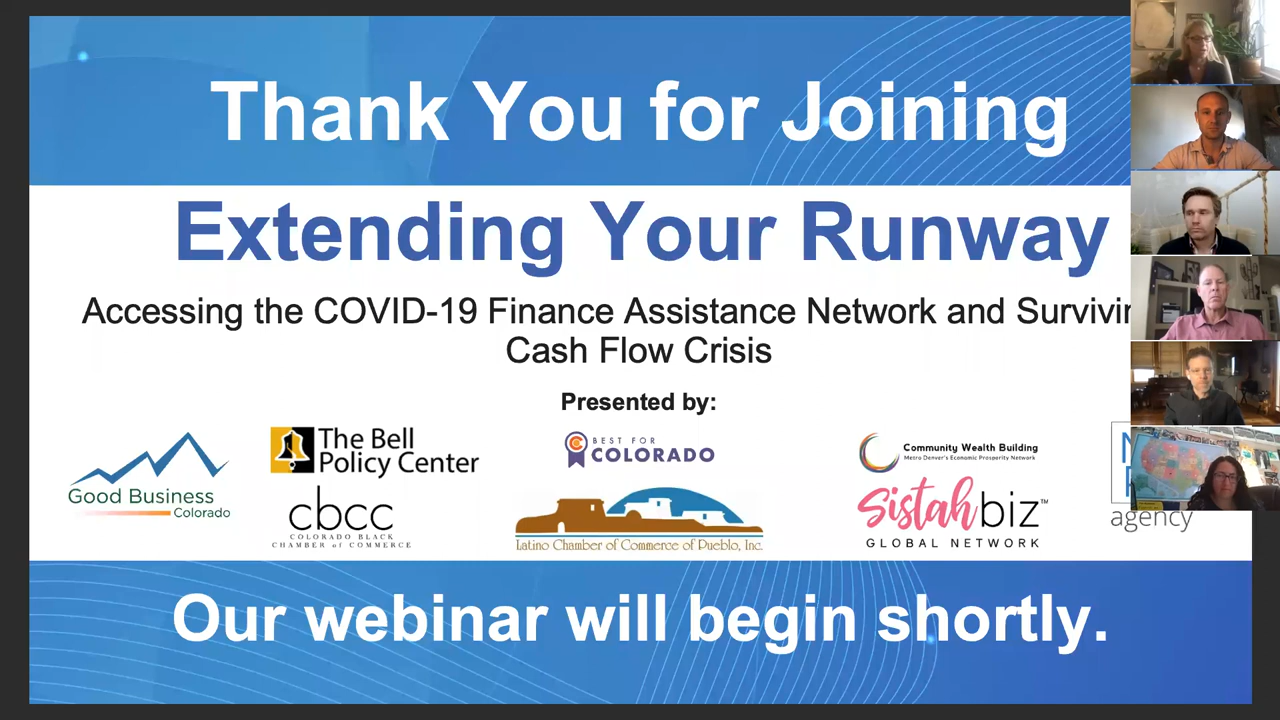 Thank You for Joining
Extending Your Runway
Accessing the COVID-19 Finance Assistance Network and
Cash Flow Crisis
Presented by:
Good Business
Colorado
The Bell
Policy Center
cbcc
COLORADO BLACK
CHAMBER of COMMERCE
BEST FOR
COLORADO
Latino Chamber of Commerce of Pueblo, Inc.
Community Wealth Building
Metro Denver's Economic Prosperity Network
Sistahbiz™
GLOBAL NETWORK
agency
Our webinar will begin shortly.